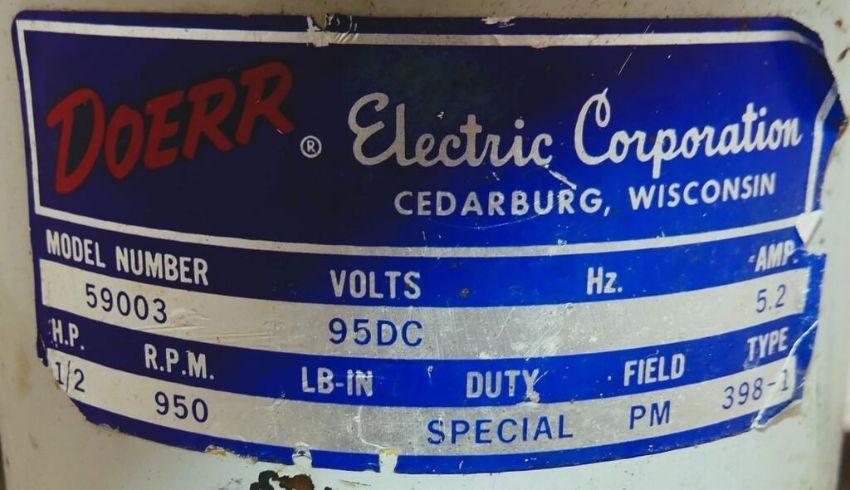 DOERR ® Electric Corporation
CEDARBURG, WISCONSIN
MODEL NUMBER VOLTS Hz. AMP.
59003 95DC 5.2
H.P. R.P.M. LB-IN DUTY FIELD TYPE
1/2 950 SPECIAL PM 398-1